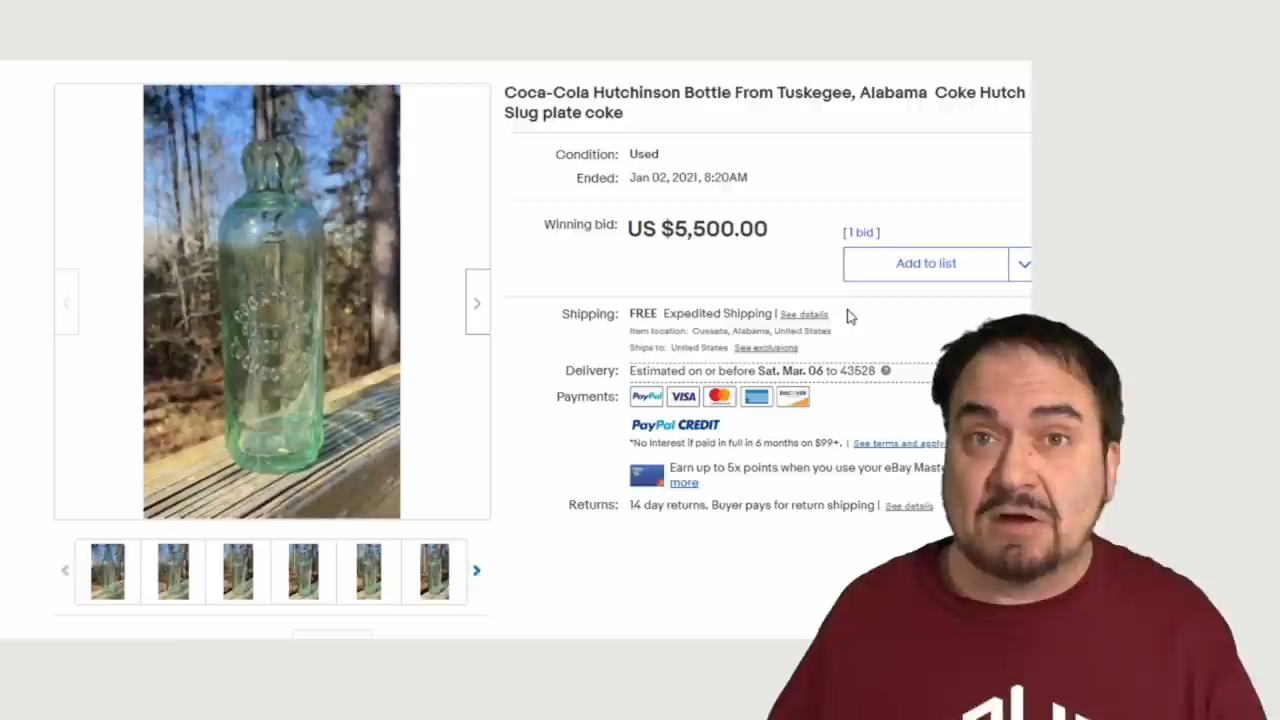 Coca-Cola Hutchinson Bottle From Tuskegee, Alabama Coke Hutch
Slug plate coke
Condition: Used
Ended: Jan 02, 2021, 8:20AM
Winning bid: US $5,500.00
[ 1 bid ]
Add to list
Shipping: FREE Expedited Shipping | See details
Item location: Cusseta, Alabama, United States
Ships to: United States See exclusions
Delivery: Estimated on or before Sat. Mar. 06 to 43528
Payments: PayPal VISA MasterCard DISCOVER
PayPal CREDIT
*No Interest if paid in full in 6 months on $99+. | See terms and apply
Earn up to 5x points when you use your eBay Maste
more
Returns: 14 day returns. Buyer pays for return shipping | See details